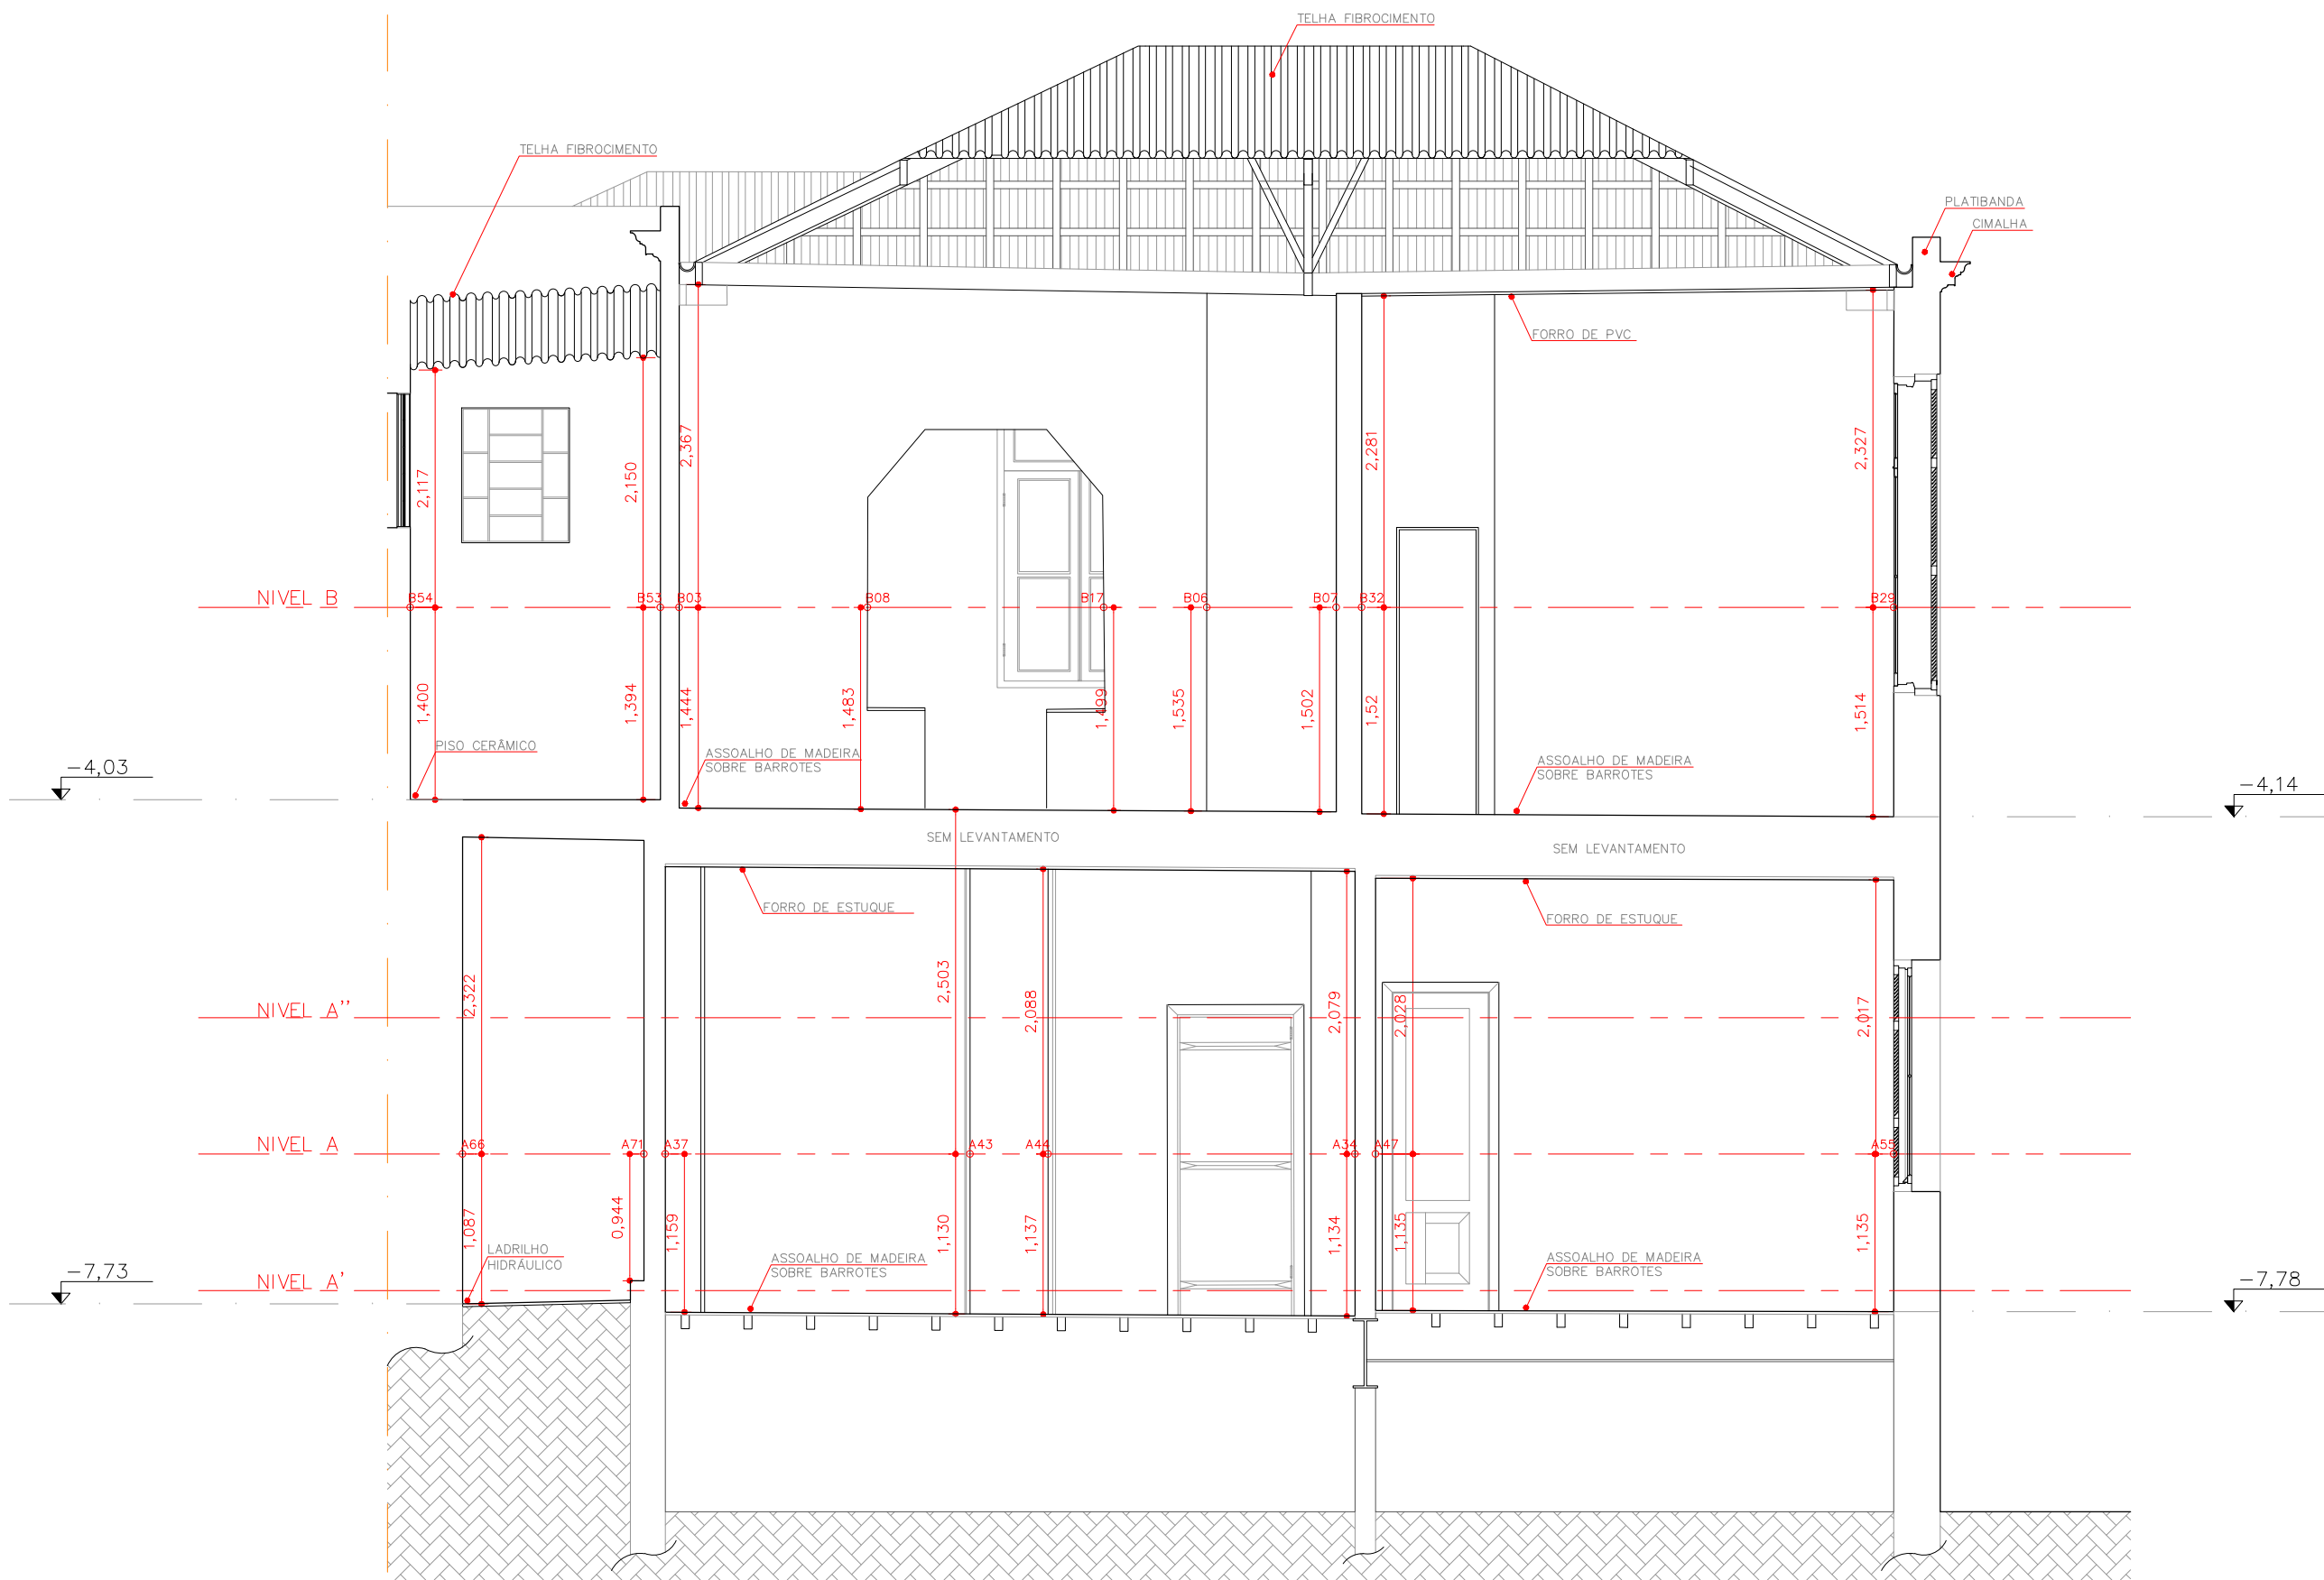 TELHA FIBROCIMENTO
TELHA FIBROCIMENTO
PLATIBANDA
CIMALHA
FORRO DE PVC
2,117
2,150
2,367
2,281
2,327
NIVEL B
B54
B53
B03
B08
B17
B06
B07
B32
B29
1,400
1,394
1,444
1,483
1,499
1,535
1,502
1,52
1,514
PISO CERÂMICO
ASSOALHO DE MADEIRA
SOBRE BARROTES
ASSOALHO DE MADEIRA
SOBRE BARROTES
-4,03
-4,14
SEM LEVANTAMENTO
SEM LEVANTAMENTO
FORRO DE ESTUQUE
FORRO DE ESTUQUE
2,322
2,503
2,088
2,079
2,028
2,017
NIVEL A''
NIVEL A
A66
A71
A37
A43
A44
A34
A47
A55
1,087
0,944
1,159
1,130
1,137
1,134
1,135
1,135
LADRILHO
HIDRÁULICO
ASSOALHO DE MADEIRA
SOBRE BARROTES
ASSOALHO DE MADEIRA
SOBRE BARROTES
-7,73
NIVEL A'
-7,78